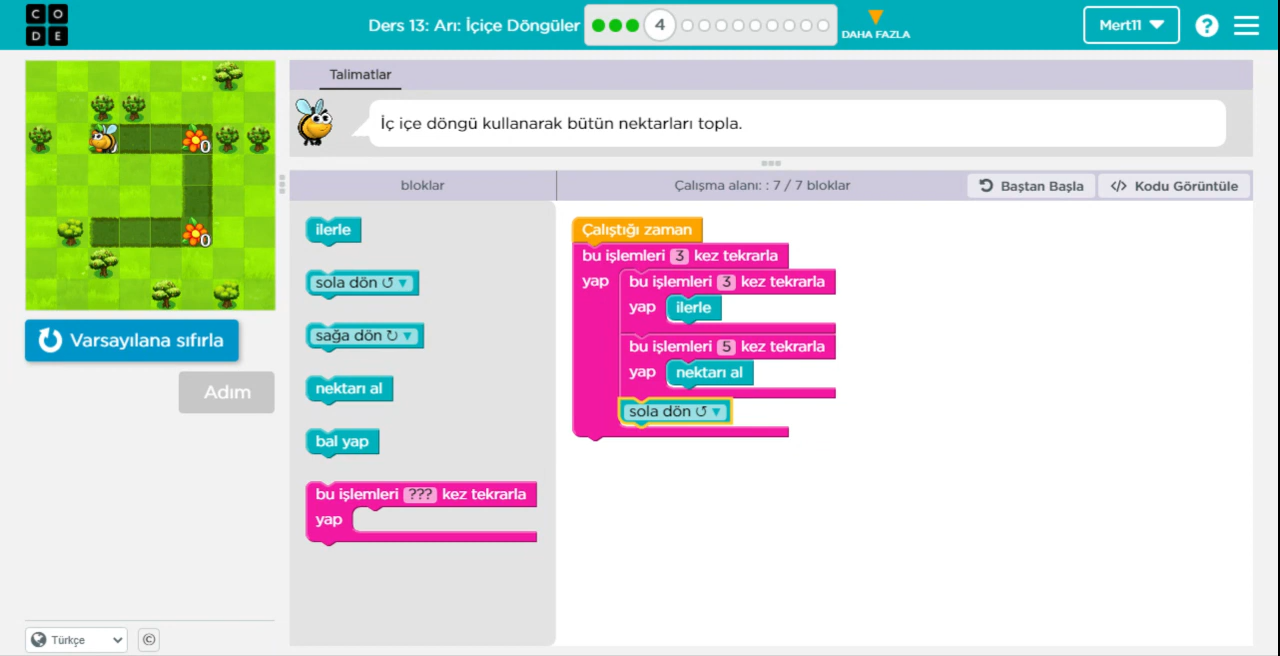 CO
DE
Ders 13: Arı: İçiçe Döngüler
4
DAHA FAZLA
Mert11
?
Talimatlar
İç içe döngü kullanarak bütün nektarları topla.
bloklar
Çalışma alanı: : 7 / 7 bloklar
Baştan Başla
</> Kodu Görüntüle
0
0
Varsayılana sıfırla
Adım
ilerle
sola dön ↺ ▼
sağa dön ↻ ▼
nektarı al
bal yap
bu işlemleri ??? kez tekrarla
yap
Çalıştığı zaman
bu işlemleri 3 kez tekrarla
yap
bu işlemleri 3 kez tekrarla
yap ilerle
bu işlemleri 5 kez tekrarla
yap nektarı al
sola dön ↺ ▼
Türkçe
©